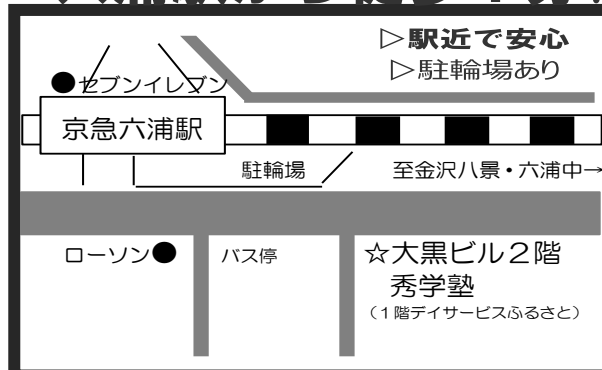 ▷駅近で安心
▷駐輪場あり
●セブンイレブン
京急六浦駅
駐輪場
至金沢八景・六浦中→
ローソン●
バス停
☆大黒ビル２階
秀学塾
（１階デイサービスふるさと）